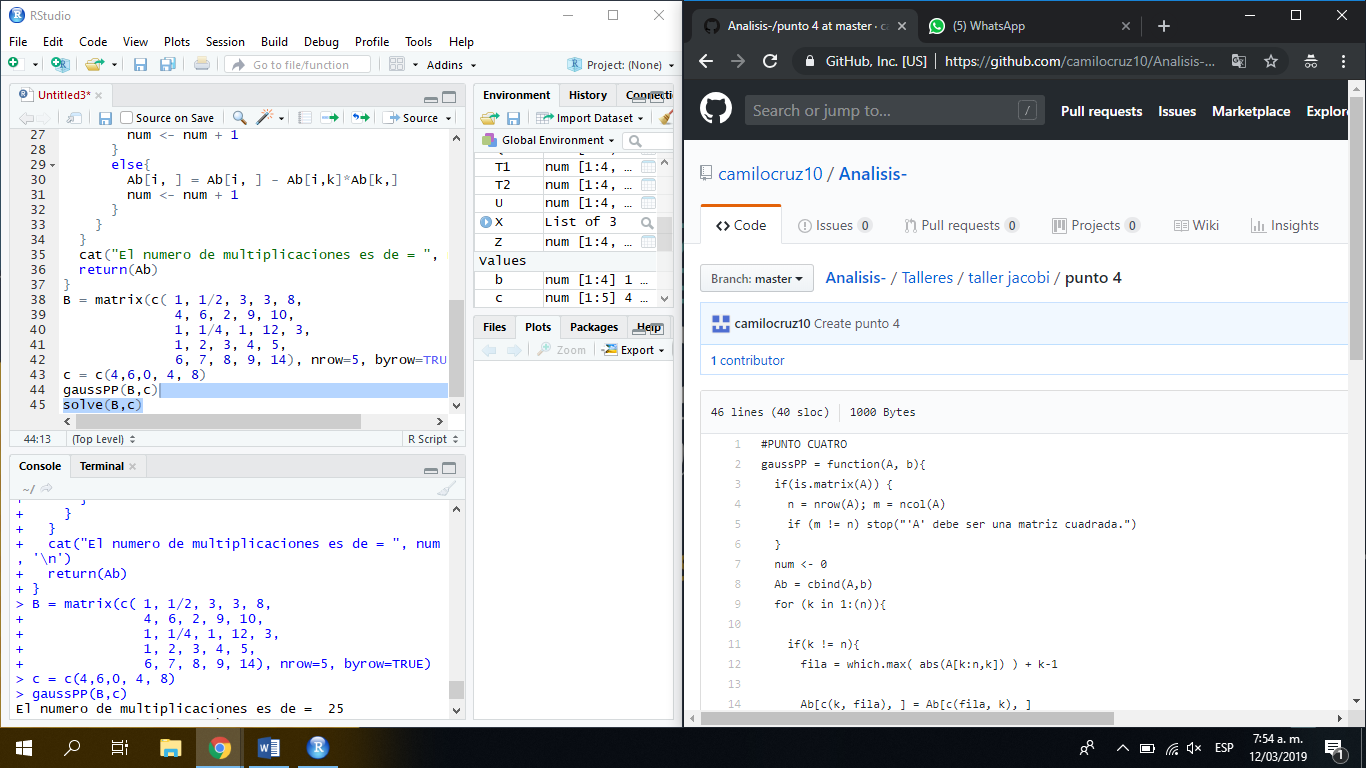 RStudio
File Edit Code View Plots Session Build Debug Profile Tools Help
Go to file/function
Addins
Project: (None)
Untitled3*
Source on Save
Source
27 num <- num + 1
28 }
29 else{
30 Ab[i, ] = Ab[i, ] - Ab[i,k]*Ab[k,]
31 num <- num + 1
32 }
33 }
34 }
35 cat("El numero de multiplicaciones es de = ",
36 return(Ab)
37 }
38 B = matrix(c( 1, 1/2, 3, 3, 8,
39 4, 6, 2, 9, 10,
40 1, 1/4, 1, 12, 3,
41 1, 2, 3, 4, 5,
42 6, 7, 8, 9, 14), nrow=5, byrow=TRU
43 c = c(4,6,0, 4, 8)
44 gaussPP(B,c)
45 solve(B,c)
44:13 (Top Level) R Script
Console Terminal
~/
+ }
+ }
+ }
+ cat("El numero de multiplicaciones es de = ", num
, '\n')
+ return(Ab)
+ }
> B = matrix(c( 1, 1/2, 3, 3, 8,
+ 4, 6, 2, 9, 10,
+ 1, 1/4, 1, 12, 3,
+ 1, 2, 3, 4, 5,
+ 6, 7, 8, 9, 14), nrow=5, byrow=TRUE)
> c = c(4,6,0, 4, 8)
> gaussPP(B,c)
El numero de multiplicaciones es de = 25
Environment History Connecti
Import Dataset
Global Environment
T1 num [1:4, …
T2 num [1:4, …
U num [1:4, …
X List of 3
Z num [1:4, …
Values
b num [1:4] 1 …
c num [1:5] 4 …
Files Plots Packages Help
Zoom Export
Analisis-/punto 4 at master · ca
(5) WhatsApp
GitHub, Inc. [US] https://github.com/camilocruz10/Analisis-...
Search or jump to... /
Pull requests Issues Marketplace Explor
camilocruz10 / Analisis-
Code Issues 0 Pull requests 0 Projects 0 Wiki Insights
Branch: master Analisis- / Talleres / taller jacobi / punto 4
camilocruz10 Create punto 4
1 contributor
46 lines (40 sloc) 1000 Bytes
1 #PUNTO CUATRO
2 gaussPP = function(A, b){
3 if(is.matrix(A)) {
4 n = nrow(A); m = ncol(A)
5 if (m != n) stop("'A' debe ser una matriz cuadrada.")
6 }
7 num <- 0
8 Ab = cbind(A,b)
9 for (k in 1:(n)){
10
11 if(k != n){
12 fila = which.max( abs(A[k:n,k]) ) + k-1
13
14 Ab[c(k, fila), ] = Ab[c(fila, k), ]
ESP
7:54 a. m.
12/03/2019
1